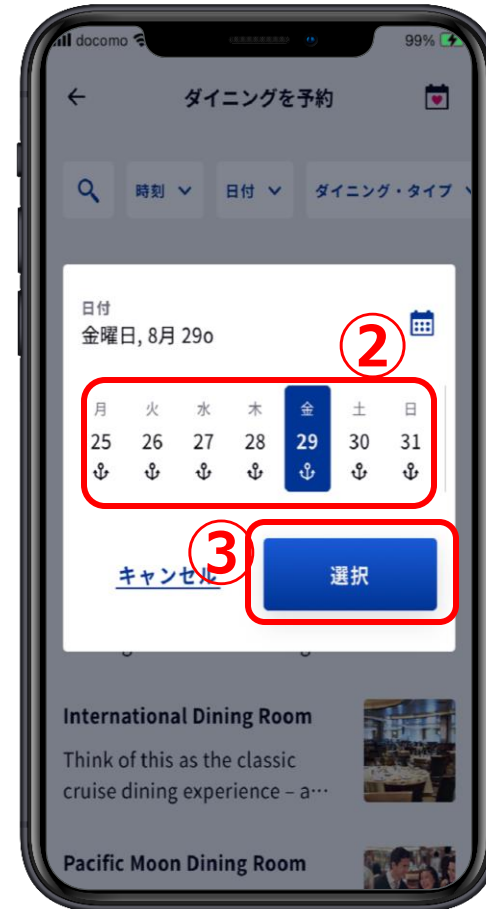 docomo 99%
ダイニングを予約
時刻 日付 ダイニング・タイプ
日付
金曜日, 8月 29o
②
月 火 水 木 金 土 日
25 26 27 28 29 30 31
③
キャンセル 選択
International Dining Room
Think of this as the classic
cruise dining experience – a…
Pacific Moon Dining Room